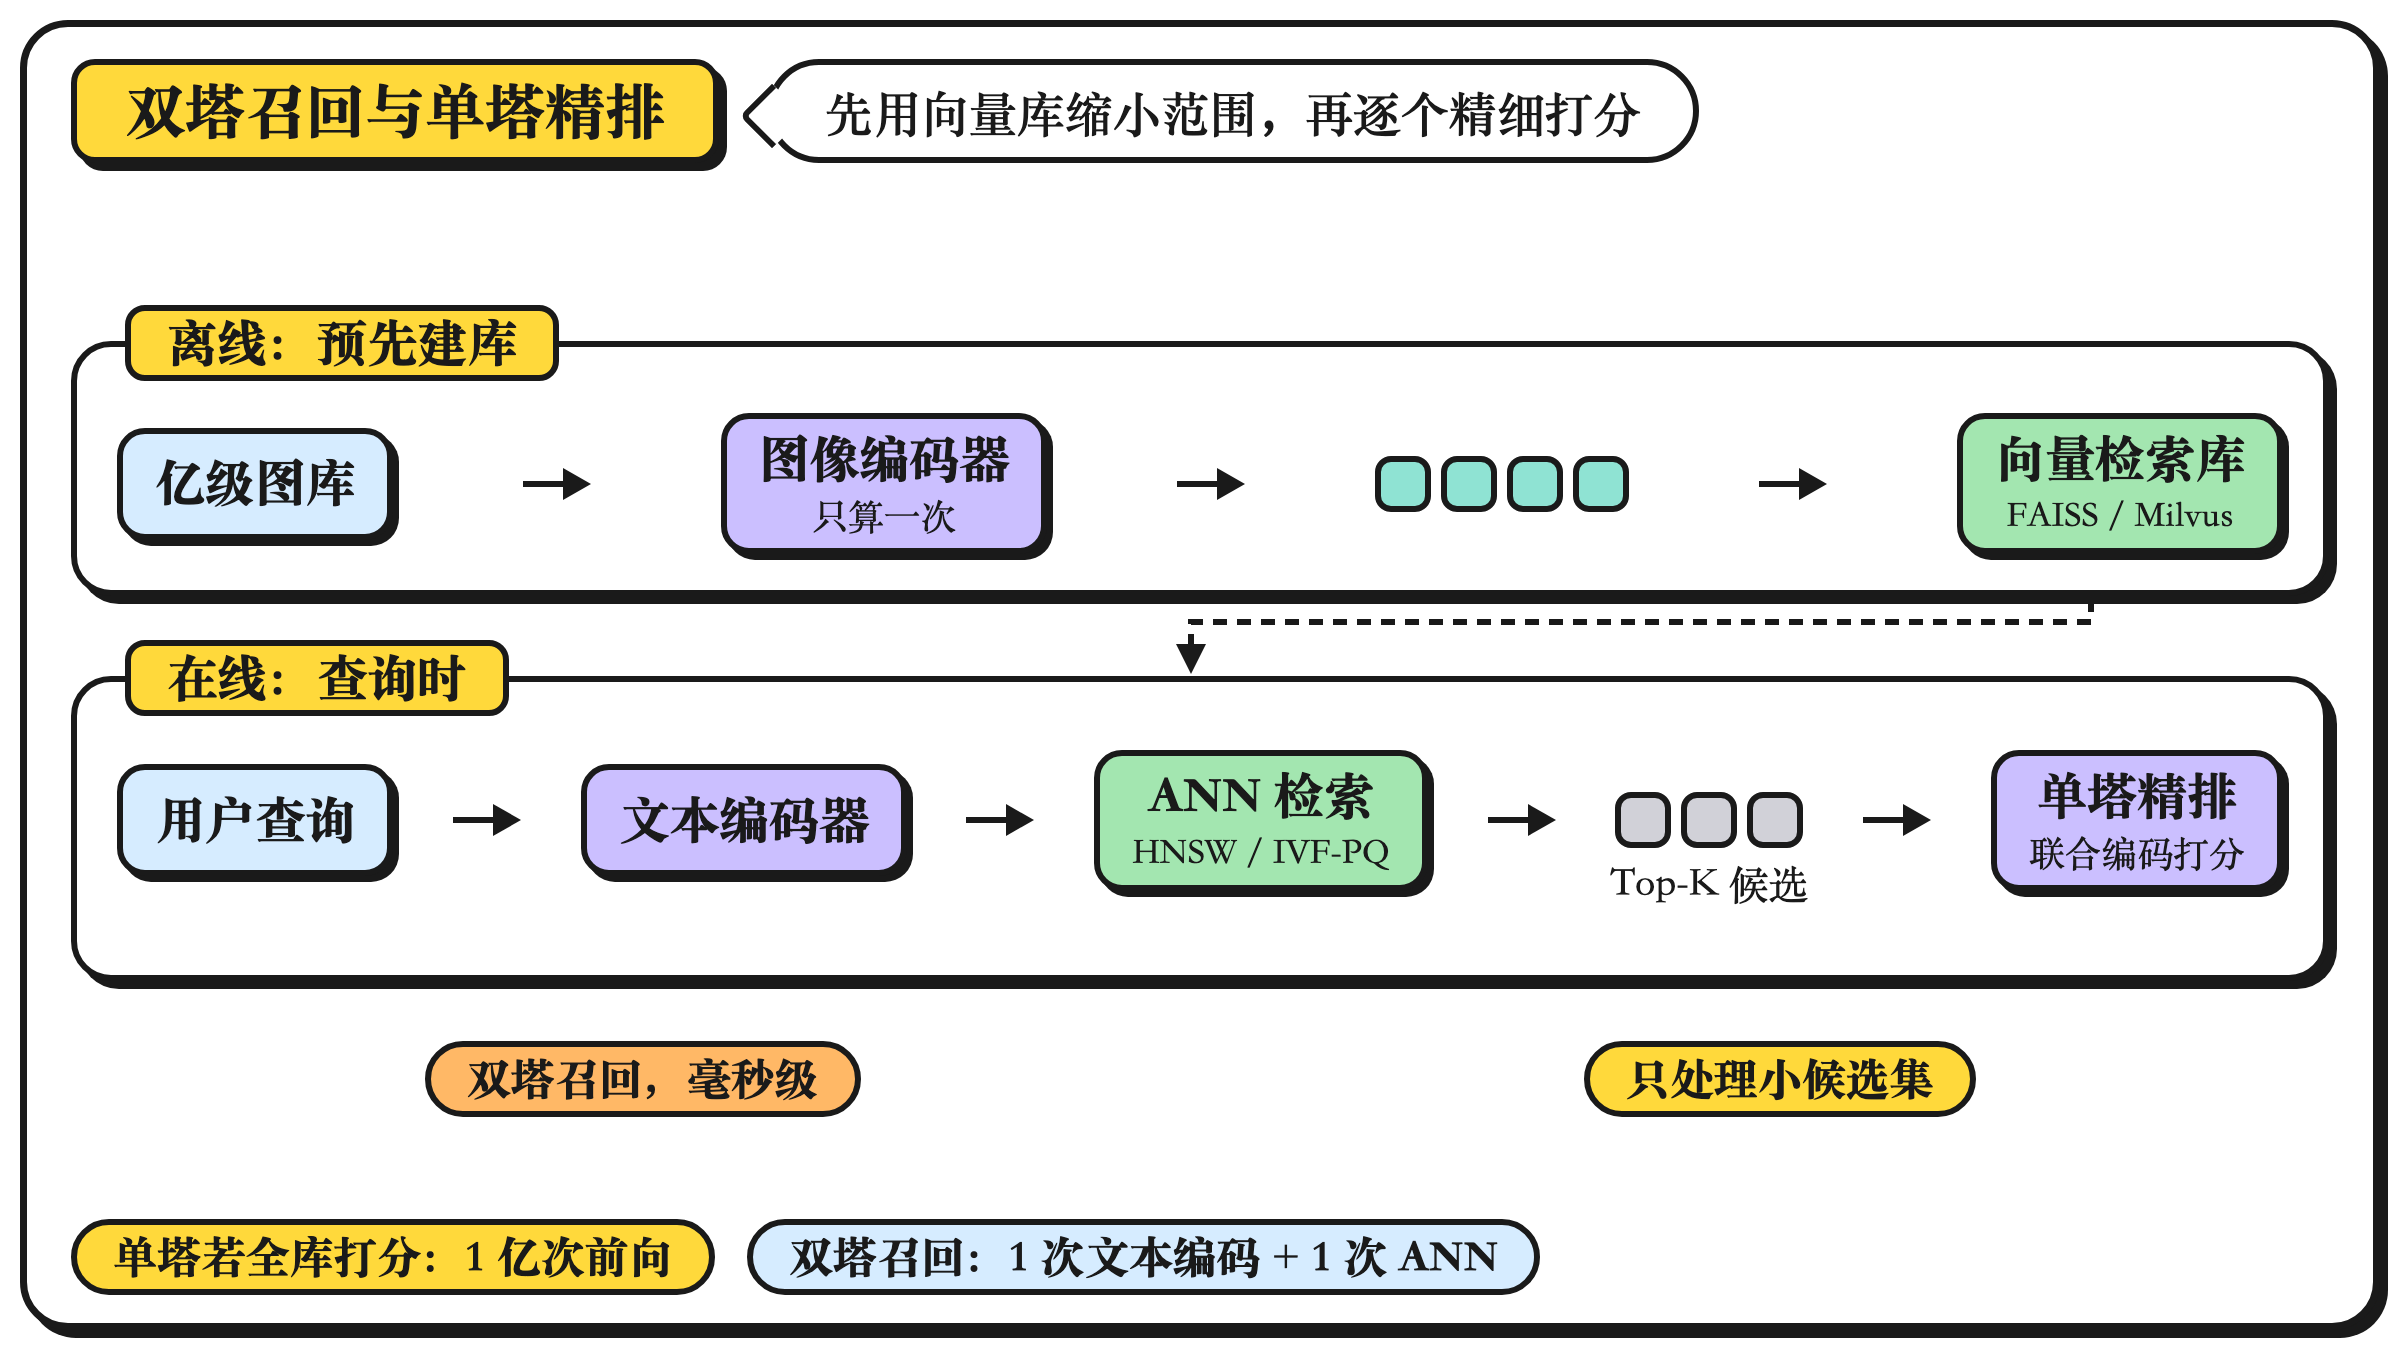 双塔召回与单塔精排
先用向量库缩小范围，再逐个精细打分
离线：预先建库
亿级图库
图像编码器
只算一次
向量检索库
FAISS / Milvus
在线：查询时
用户查询
文本编码器
ANN 检索
HNSW / IVF-PQ
Top-K 候选
单塔精排
联合编码打分
双塔召回，毫秒级
只处理小候选集
单塔若全库打分：1 亿次前向
双塔召回：1 次文本编码 + 1 次 ANN